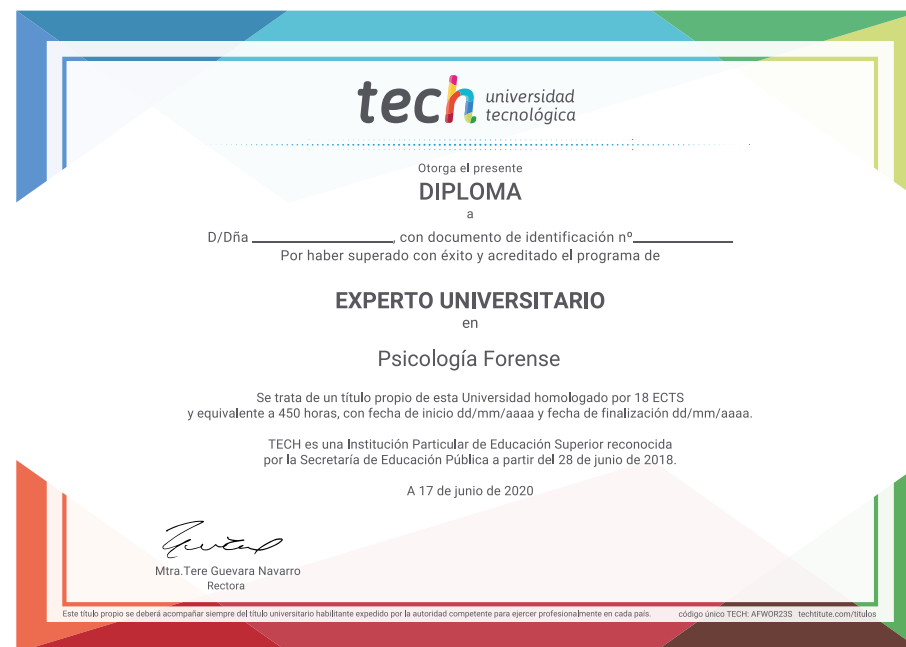 tech universidad
tecnológica
Otorga el presente
DIPLOMA
a
D/Dña ____________________, con documento de identificación nº______________
Por haber superado con éxito y acreditado el programa de
EXPERTO UNIVERSITARIO
en
Psicología Forense
Se trata de un título propio de esta Universidad homologado por 18 ECTS
y equivalente a 450 horas, con fecha de inicio dd/mm/aaaa y fecha de finalización dd/mm/aaaa.
TECH es una Institución Particular de Educación Superior reconocida
por la Secretaría de Educación Pública a partir del 28 de junio de 2018.
A 17 de junio de 2020
Mtra.Tere Guevara Navarro
Rectora
Este título propio se deberá acompañar siempre del título universitario habilitante expedido por la autoridad competente para ejercer profesionalmente en cada país. código único TECH: AFWOR23S techtitute.com/titulos